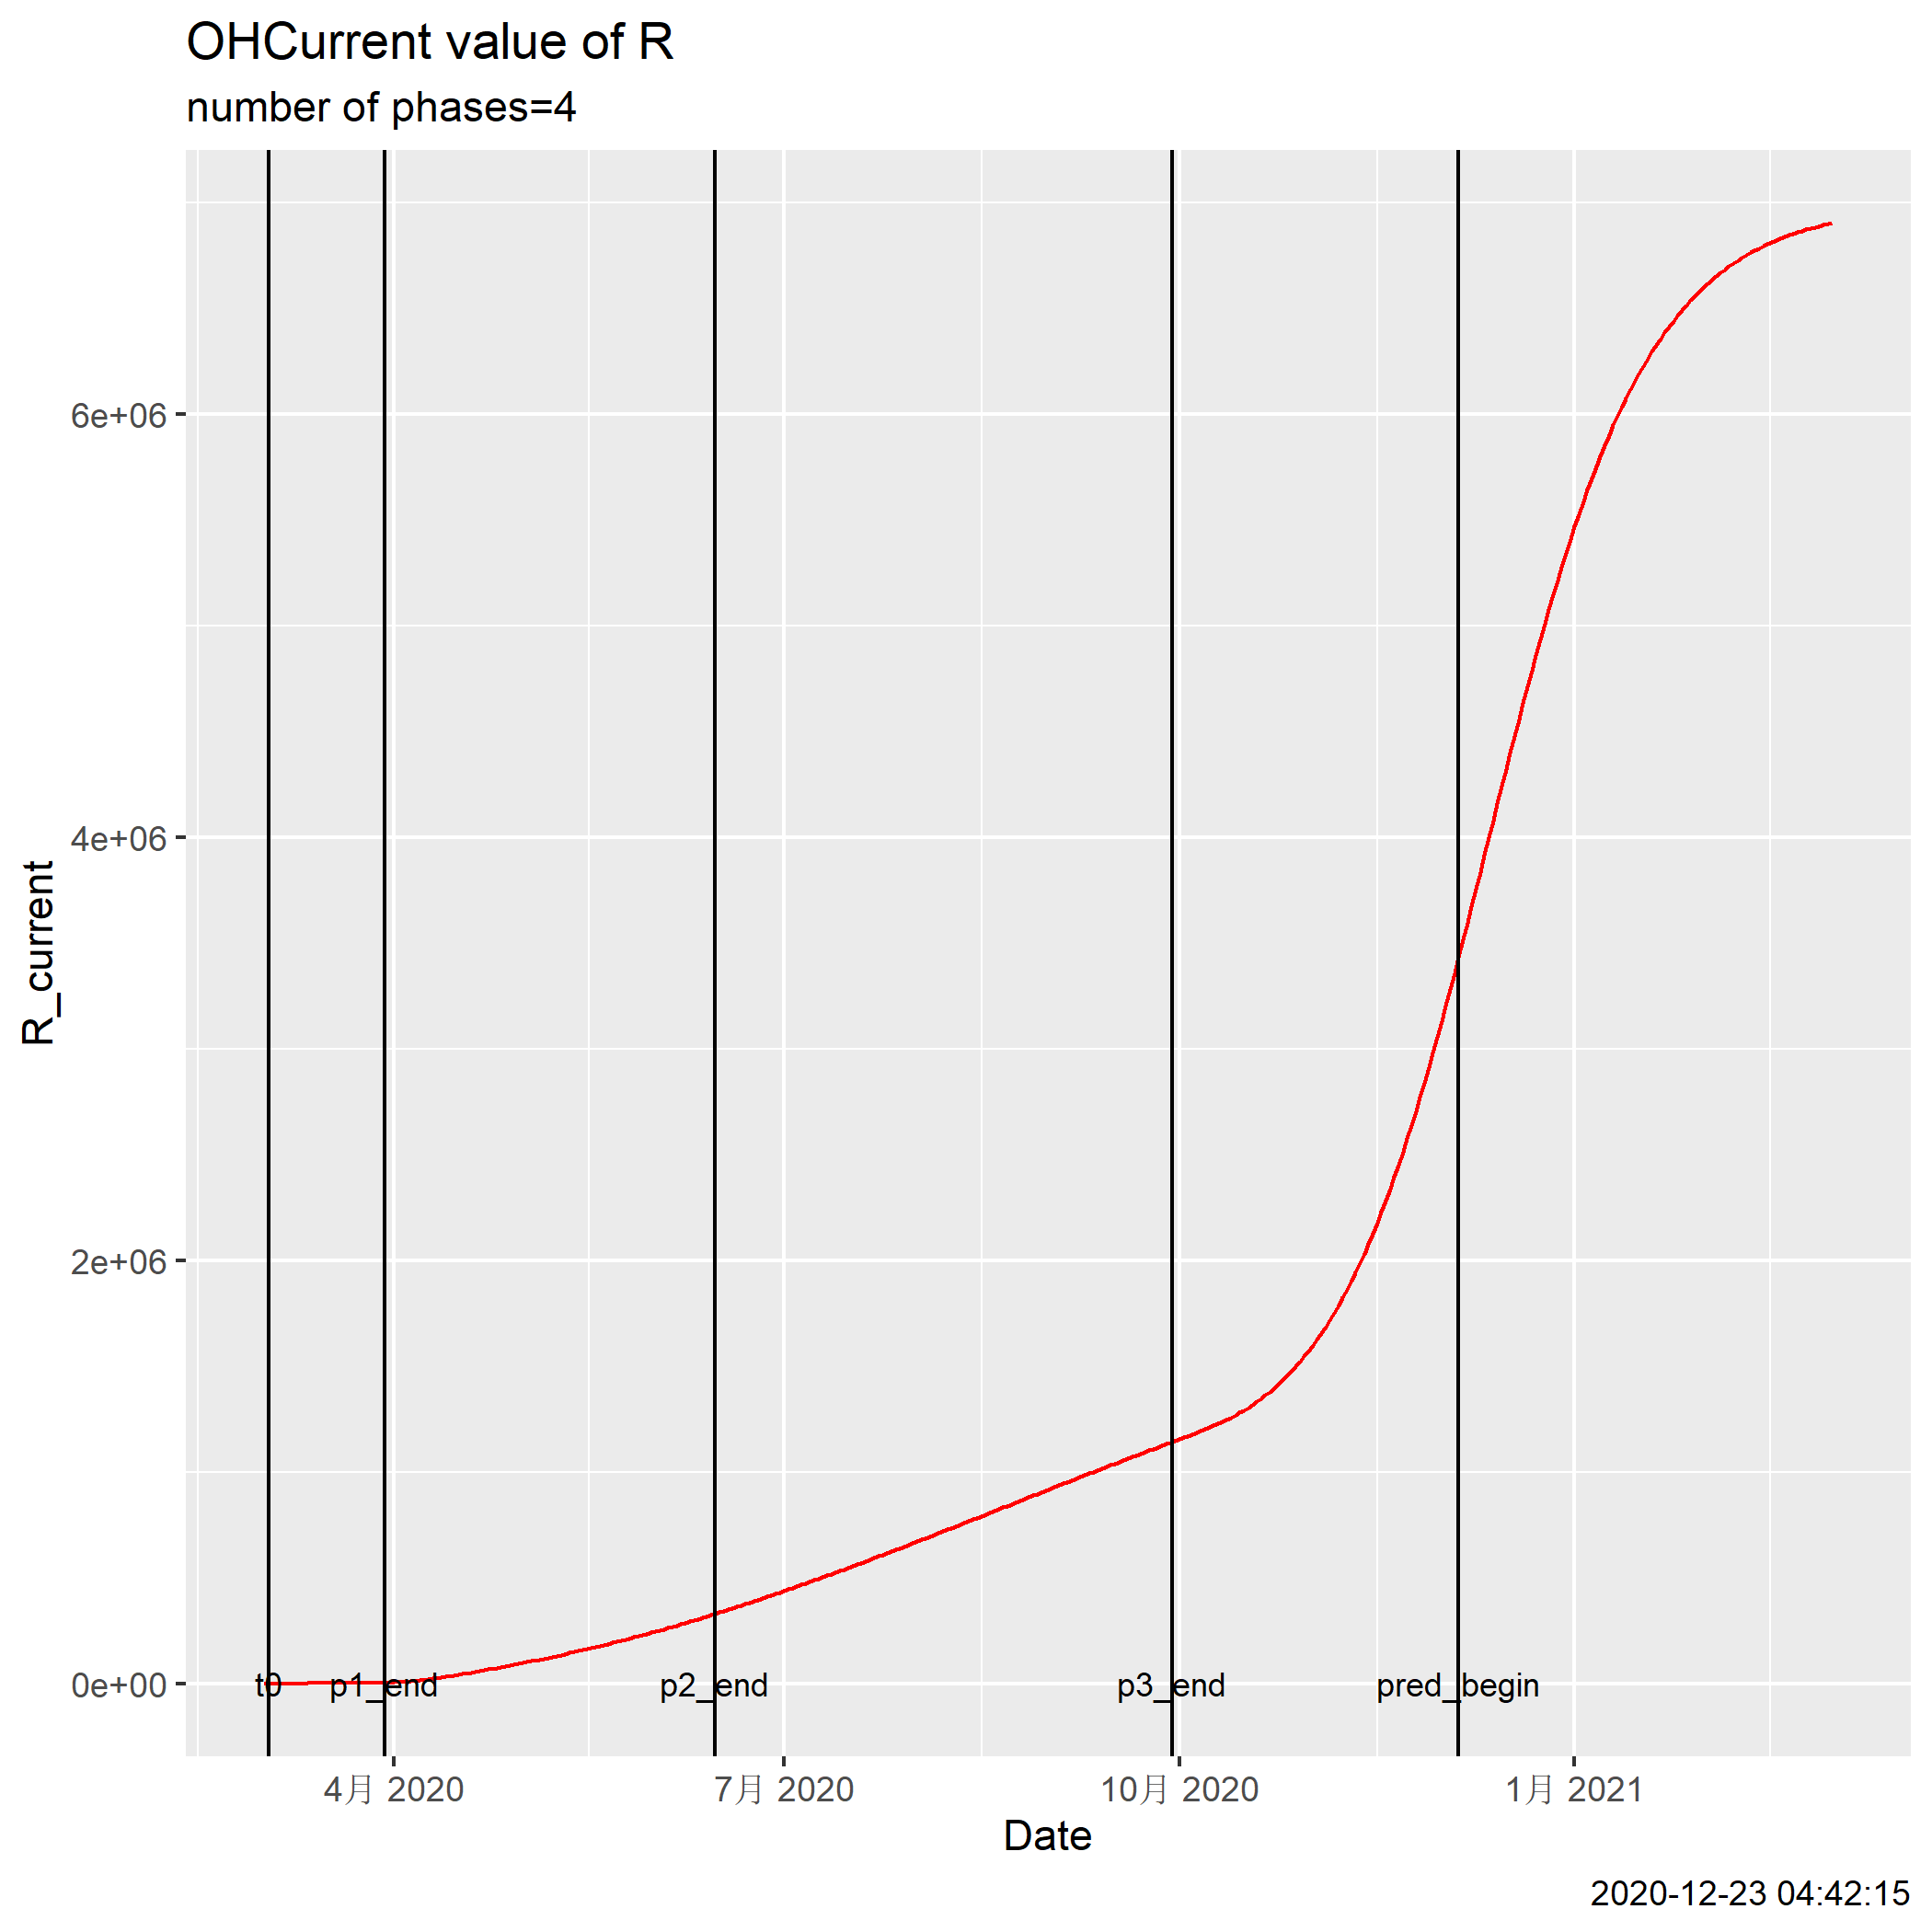 OHCurrent value of R
number of phases=4
6e+06
4e+06
2e+06
0e+00
R_current
t0
p1_end
p2_end
p3_end
pred_begin
4月 2020
7月 2020
10月 2020
1月 2021
Date
2020-12-23 04:42:15